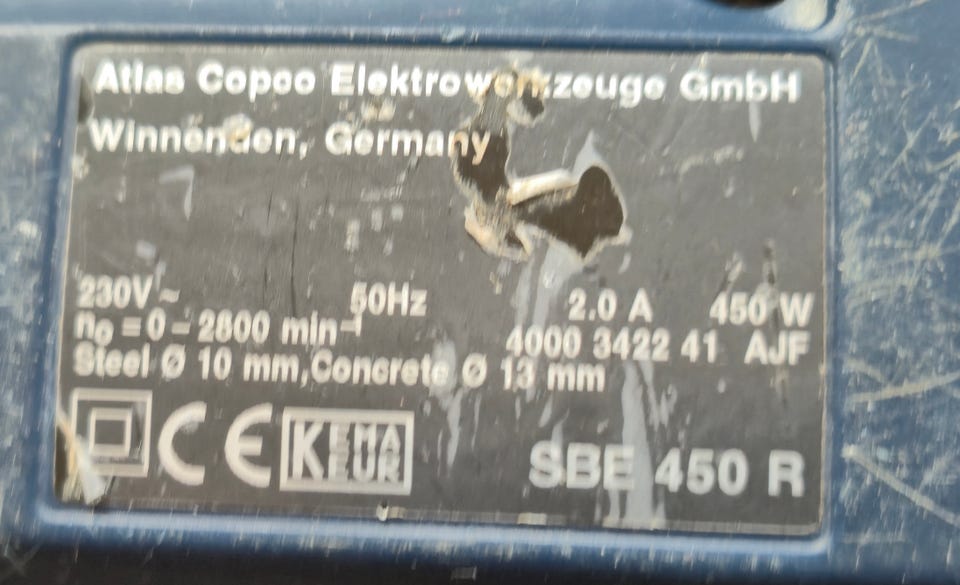 Atlas Copco Elektrowerkzeuge GmbH
Winnenden, Germany
230V ~ 50Hz 2.0 A 450 W
n₀ = 0 - 2800 min-1 4000 3422 41 AJF
Steel Ø 10 mm, Concrete Ø 13 mm
CE KEMA EUR SBE 450 R